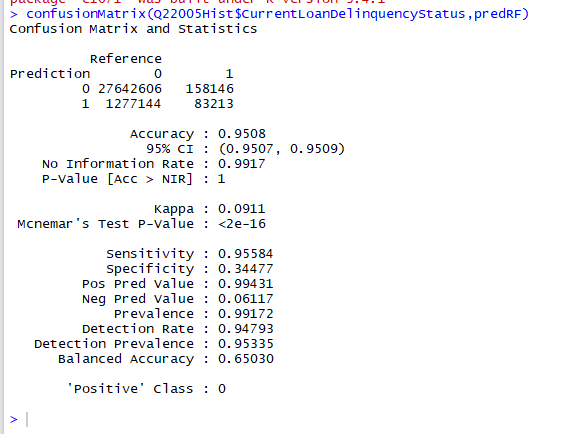 > confusionMatrix(Q22005Hist$CurrentLoanDelinquencyStatus,predRF)
Confusion Matrix and Statistics
Reference
Prediction 0 1
0 27642606 158146
1 1277144 83213
Accuracy : 0.9508
95% CI : (0.9507, 0.9509)
No Information Rate : 0.9917
P-Value [Acc > NIR] : 1
Kappa : 0.0911
Mcnemar's Test P-Value : <2e-16
Sensitivity : 0.95584
Specificity : 0.34477
Pos Pred Value : 0.99431
Neg Pred Value : 0.06117
Prevalence : 0.99172
Detection Rate : 0.94793
Detection Prevalence : 0.95335
Balanced Accuracy : 0.65030
'Positive' Class : 0
>